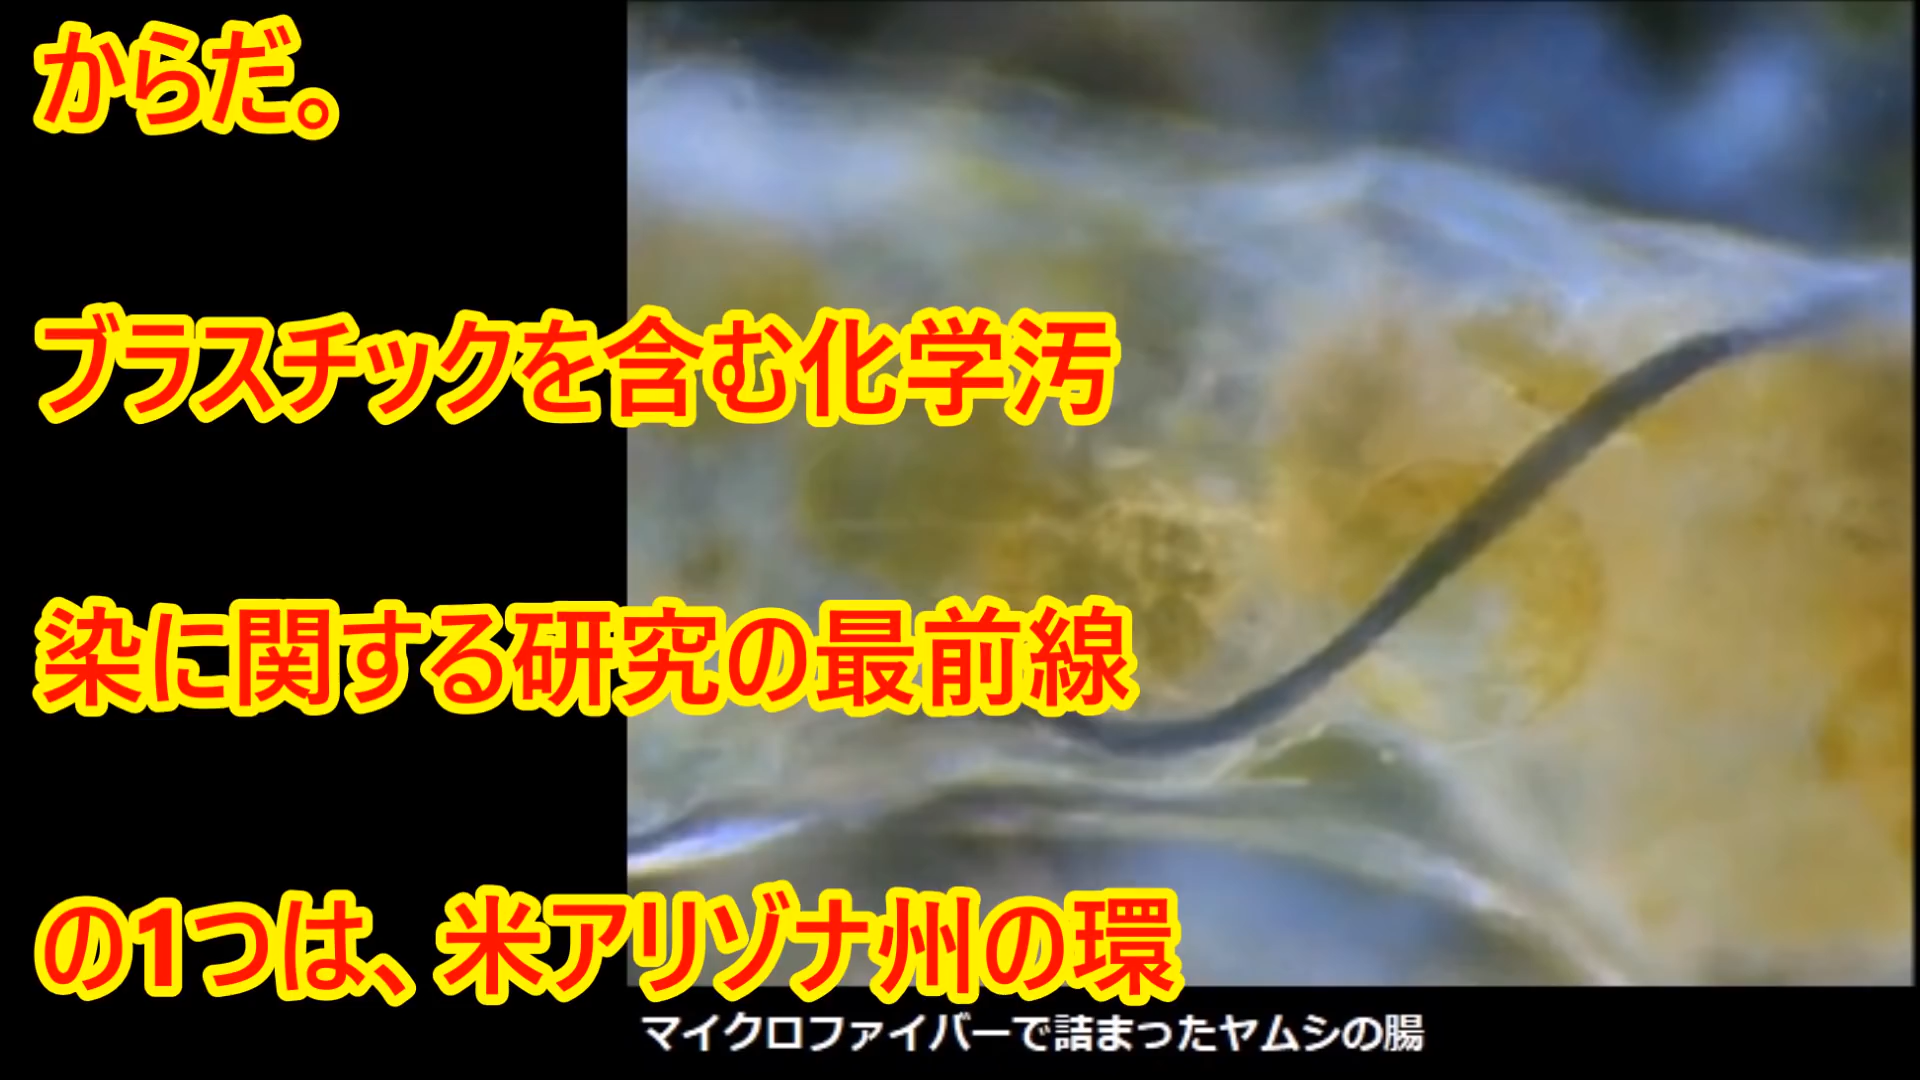 からだ。
プラスチックを含む化学汚
染に関する研究の最前線
の1つは、米アリゾナ州の環
マイクロファイバーで詰まったヤムシの腸